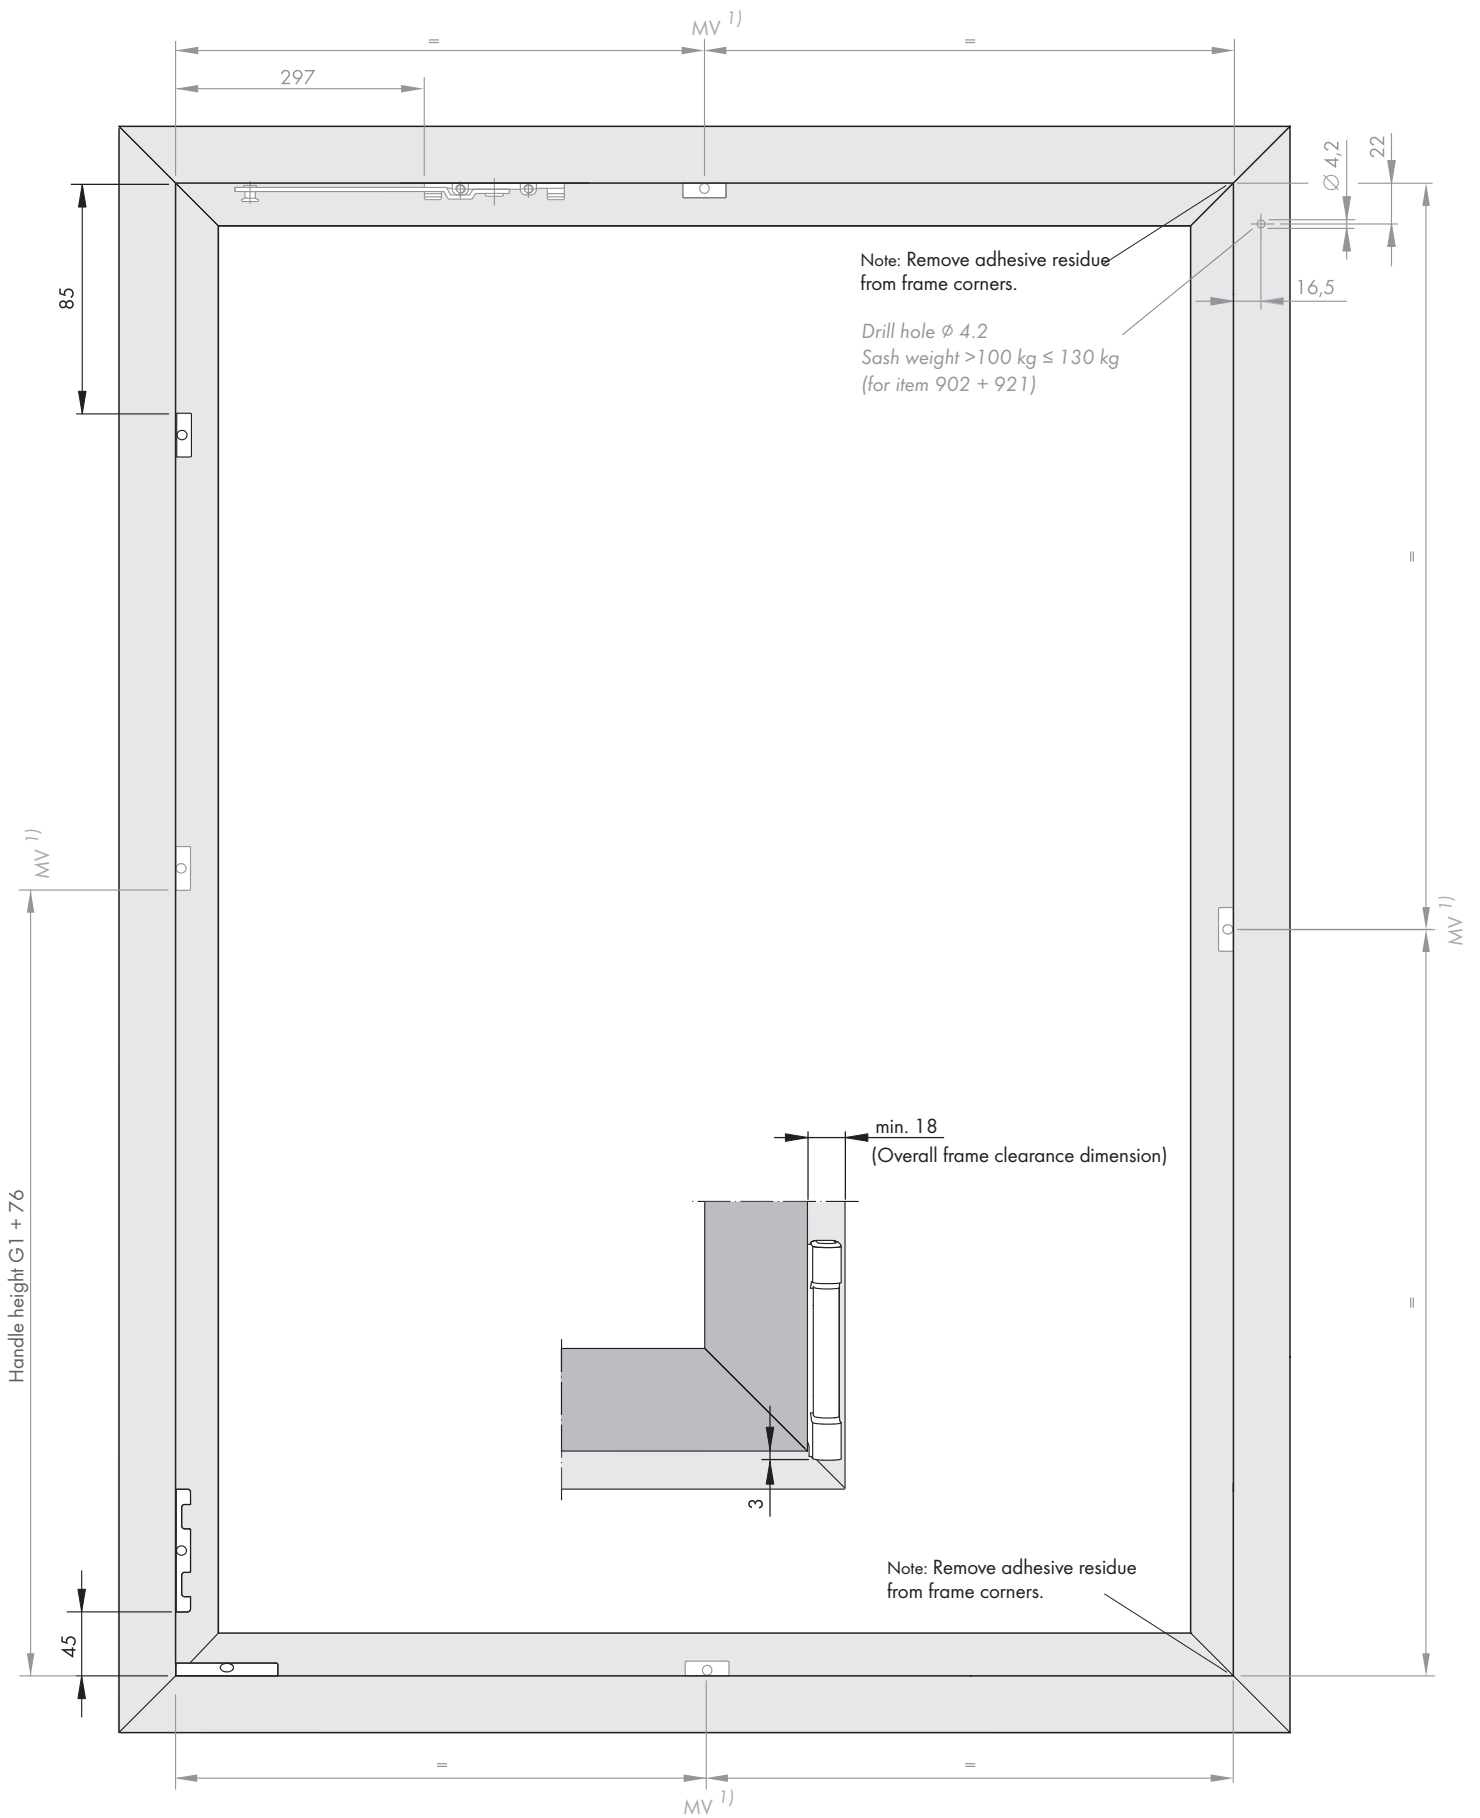 MV 1)
= =
297
22
Ø 4,2
85
16,5
Note: Remove adhesive residue
from frame corners.
Drill hole ø 4.2
Sash weight >100 kg ≤ 130 kg
(for item 902 + 921)
=
MV 1)
MV 1)
min. 18
(Overall frame clearance dimension)
Handle height G1 + 76
=
3
Note: Remove adhesive residue
from frame corners.
45
= =
MV 1)